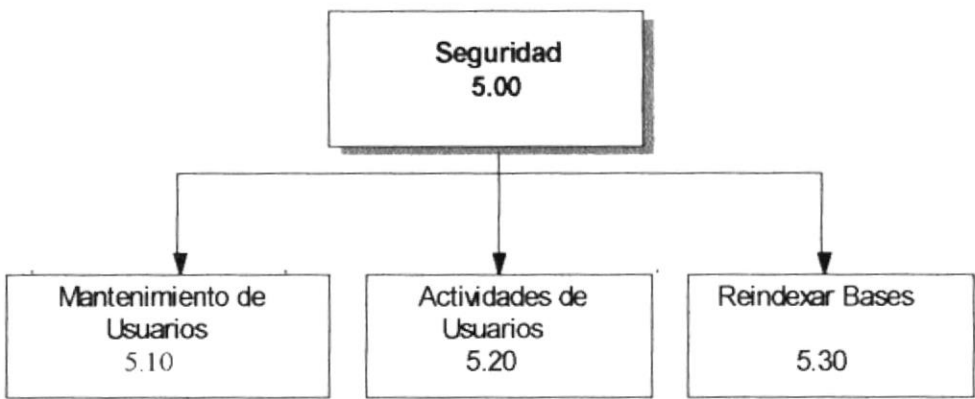 Seguridad
5.00
Mantenimiento de
Usuarios
5.10
Actividades de
Usuarios
5.20
Reindexar Bases
5.30